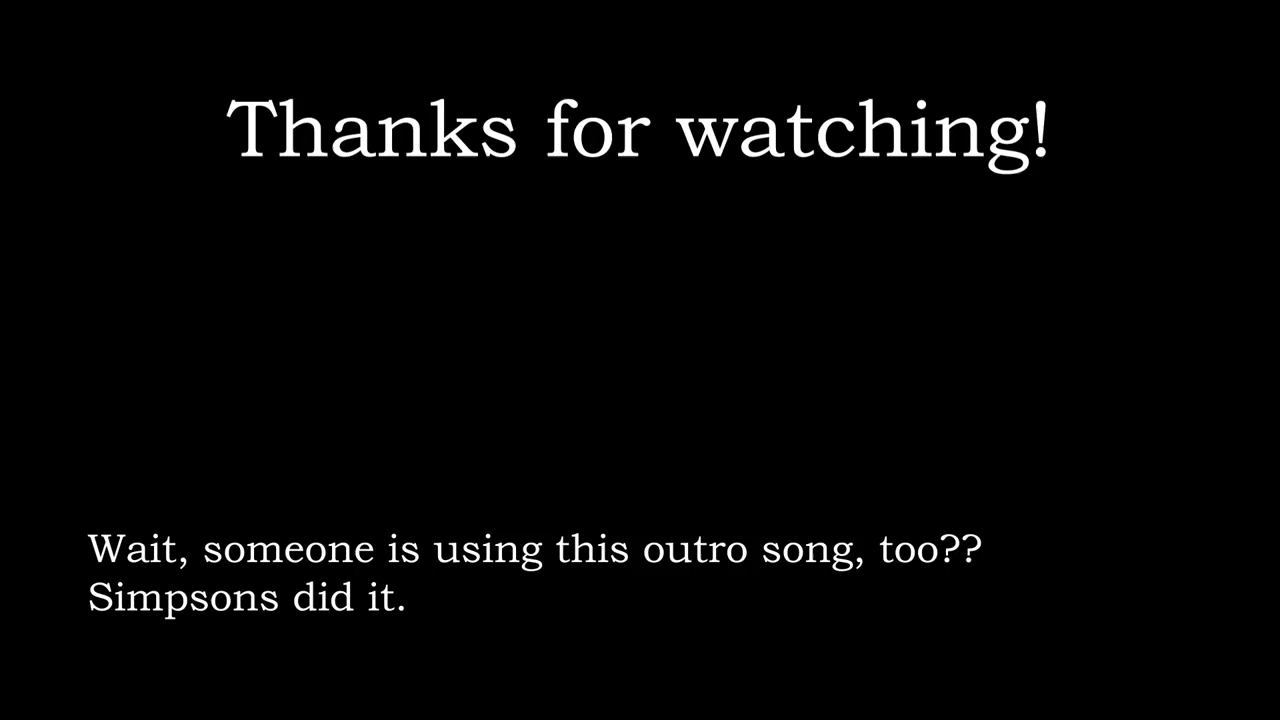 Thanks for watching!
Wait, someone is using this outro song, too??
Simpsons did it.